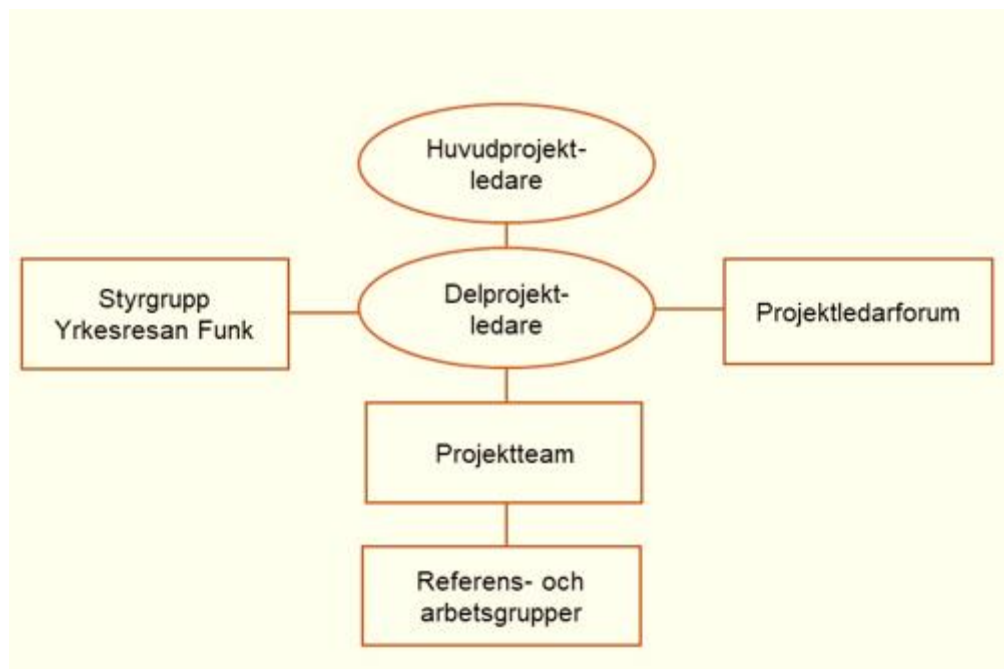 Huvudprojekt-
ledare
Styrgrupp
Yrkesresan Funk
Delprojekt-
ledare
Projektledarforum
Projektteam
Referens- och
arbetsgrupper